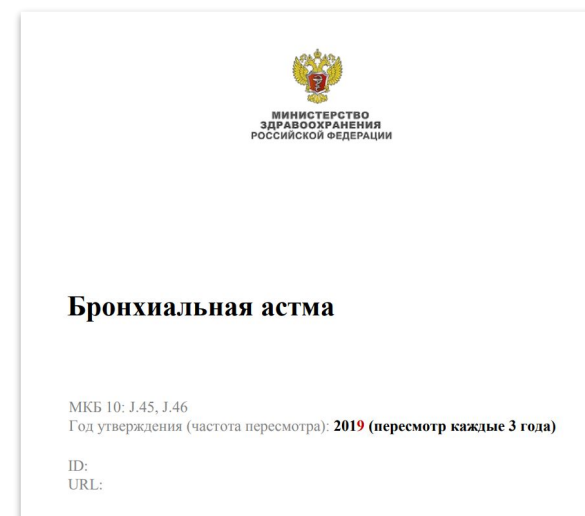 МИНИСТЕРСТВО
ЗДРАВООХРАНЕНИЯ
РОССИЙСКОЙ ФЕДЕРАЦИИ
Бронхиальная астма
МКБ 10: J.45, J.46
Год утверждения (частота пересмотра): 2019 (пересмотр каждые 3 года)
ID:
URL: